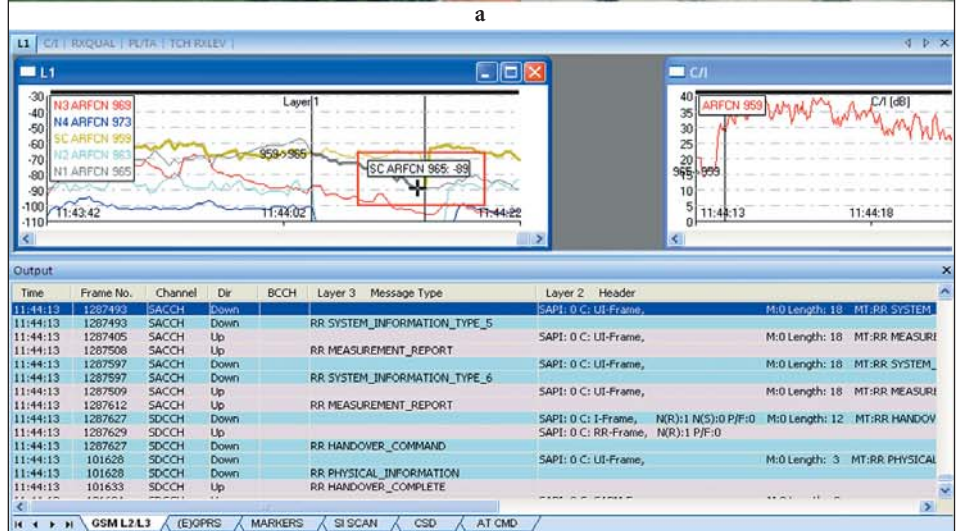 a
L1 C/I | RXQUAL | PL/TA | TCH RXLEV |
L1
C/I
-30
-40
-50
-60
-70
-80
-90
-100
-110
N3 ARFCN 969
N4 ARFCN 973
SC ARFCN 959
N2 ARFCN 963
N1 ARFCN 965
Layer 1
959->965
SC ARFCN 965: -89
11:43:42 11:44:02 11:44:22
40
35
30
25
20
15
10
5
0
ARFCN 959
C/I [dB]
965->959
11:44:13 11:44:18
Output
Time Frame No. Channel Dir BCCH Layer 3 Message Type Layer 2 Header
11:44:13 1287493 SACCH Down SAPI: 0 C: UI-Frame, M:0 Length: 18 MT:RR SYSTEM_
11:44:13 1287493 SACCH Down RR SYSTEM_INFORMATION_TYPE_5
11:44:13 1287405 SACCH Up SAPI: 0 C: UI-Frame, M:0 Length: 18 MT:RR MEASURE
11:44:13 1287508 SACCH Up RR MEASUREMENT_REPORT
11:44:13 1287597 SACCH Down SAPI: 0 C: UI-Frame, M:0 Length: 18 MT:RR SYSTEM_
11:44:13 1287597 SACCH Down RR SYSTEM_INFORMATION_TYPE_6
11:44:13 1287509 SACCH Up SAPI: 0 C: UI-Frame, M:0 Length: 18 MT:RR MEASURE
11:44:13 1287612 SACCH Up RR MEASUREMENT_REPORT
11:44:13 1287627 SDCCH Down SAPI: 0 C: I-Frame, N(R):1 N(S):0 P/F:0 M:0 Length: 12 MT:RR HANDOV
11:44:13 1287629 SDCCH Up SAPI: 0 C: RR-Frame, N(R):1 P/F:0
11:44:13 1287627 SDCCH Down RR HANDOVER_COMMAND
11:44:13 101628 SDCCH Down SAPI: 0 C: UI-Frame, M:0 Length: 3 MT:RR PHYSICAL
11:44:13 101628 SDCCH Down RR PHYSICAL_INFORMATION
11:44:13 101633 SDCCH Up RR HANDOVER_COMPLETE
GSM L2/L3 (E)GPRS MARKERS SI SCAN CSD AT CMD